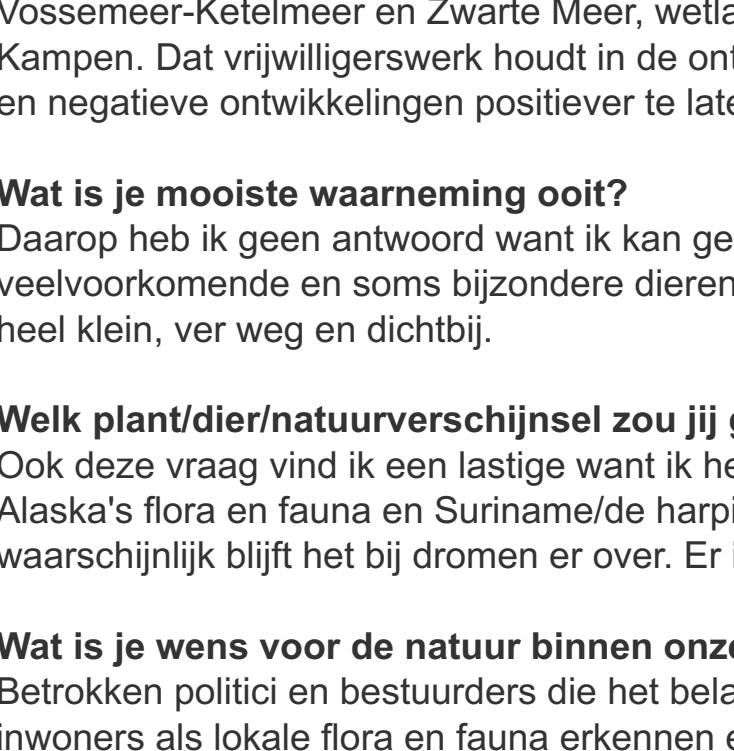 Vossemeer-Ketelmeer en Zwarte Meer, wetla
Kampen. Dat vrijwilligerswerk houdt in de ont
en negatieve ontwikkelingen positiever te late
Wat is je mooiste waarneming ooit?
Daarop heb ik geen antwoord want ik kan ge
veelvoorkomende en soms bijzondere dieren
heel klein, ver weg en dichtbij.
Welk plant/dier/natuurverschijnsel zou jij g
Ook deze vraag vind ik een lastige want ik he
Alaska's flora en fauna en Suriname/de harpi
waarschijnlijk blijft het bij dromen er over. Er i
Wat is je wens voor de natuur binnen onze
Betrokken politici en bestuurders die het bela
inwoners als lokale flora en fauna erkennen e